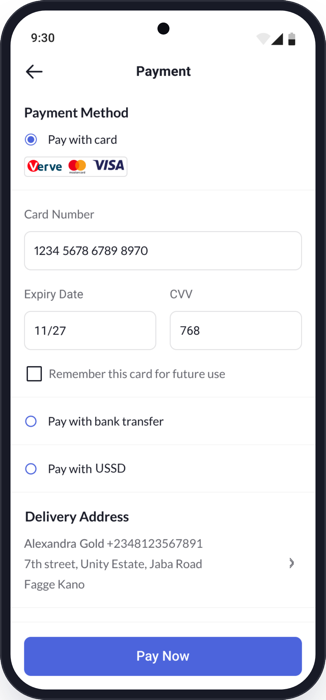 9:30
Payment
Payment Method
Pay with card
Verve mastercard VISA
Card Number
1234 5678 6789 8970
Expiry Date CVV
11/27 768
Remember this card for future use
Pay with bank transfer
Pay with USSD
Delivery Address
Alexandra Gold +2348123567891
7th street, Unity Estate, Jaba Road
Fagge Kano
Pay Now